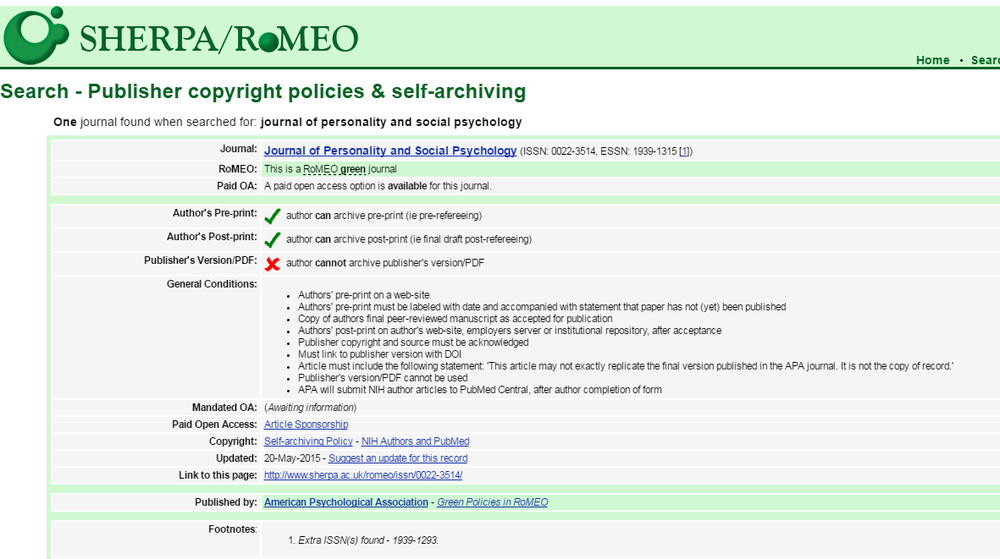 SHERPA/RoMEO
Home • Sear
Search - Publisher copyright policies & self-archiving
One journal found when searched for: journal of personality and social psychology
Journal: Journal of Personality and Social Psychology (ISSN: 0022-3514, ESSN: 1939-1315 [1])
RoMEO: This is a RoMEO green journal
Paid OA: A paid open access option is available for this journal.
Author's Pre-print: author can archive pre-print (ie pre-refereeing)
Author's Post-print: author can archive post-print (ie final draft post-refereeing)
Publisher's Version/PDF: author cannot archive publisher's version/PDF
General Conditions:
• Authors' pre-print on a web-site
• Authors' pre-print must be labeled with date and accompanied with statement that paper has not (yet) been published
• Copy of authors final peer-reviewed manuscript as accepted for publication
• Authors' post-print on author's web-site, employers server or institutional repository, after acceptance
• Publisher copyright and source must be acknowledged
• Must link to publisher version with DOI
• Article must include the following statement: 'This article may not exactly replicate the final version published in the APA journal. It is not the copy of record.'
• Publisher's version/PDF cannot be used
• APA will submit NIH author articles to PubMed Central, after author completion of form
Mandated OA: (Awaiting information)
Paid Open Access: Article Sponsorship
Copyright: Self-archiving Policy - NIH Authors and PubMed
Updated: 20-May-2015 - Suggest an update for this record
Link to this page: http://www.sherpa.ac.uk/romeo/issn/0022-3514/
Published by: American Psychological Association - Green Policies in RoMEO
Footnotes:
1. Extra ISSN(s) found - 1939-1293.